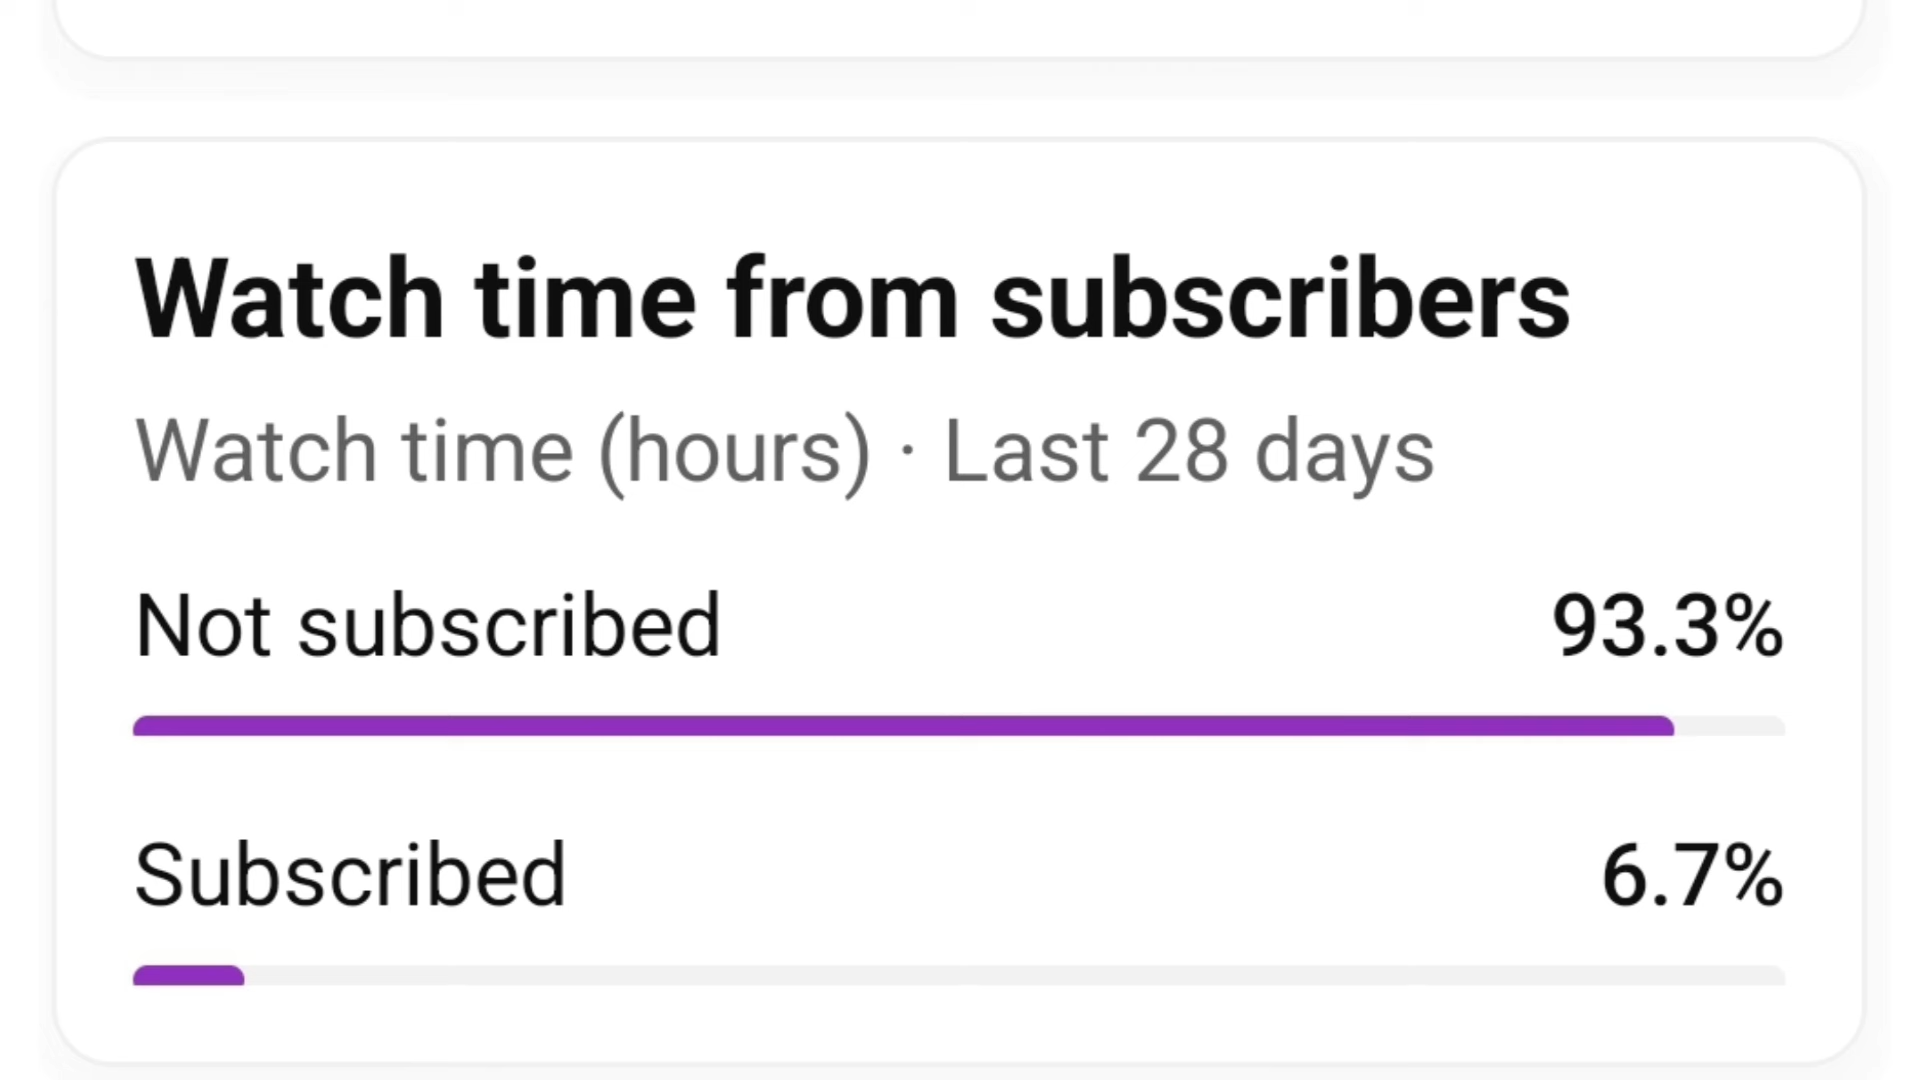 Watch time from subscribers
Watch time (hours) · Last 28 days
Not subscribed 93.3%
Subscribed 6.7%